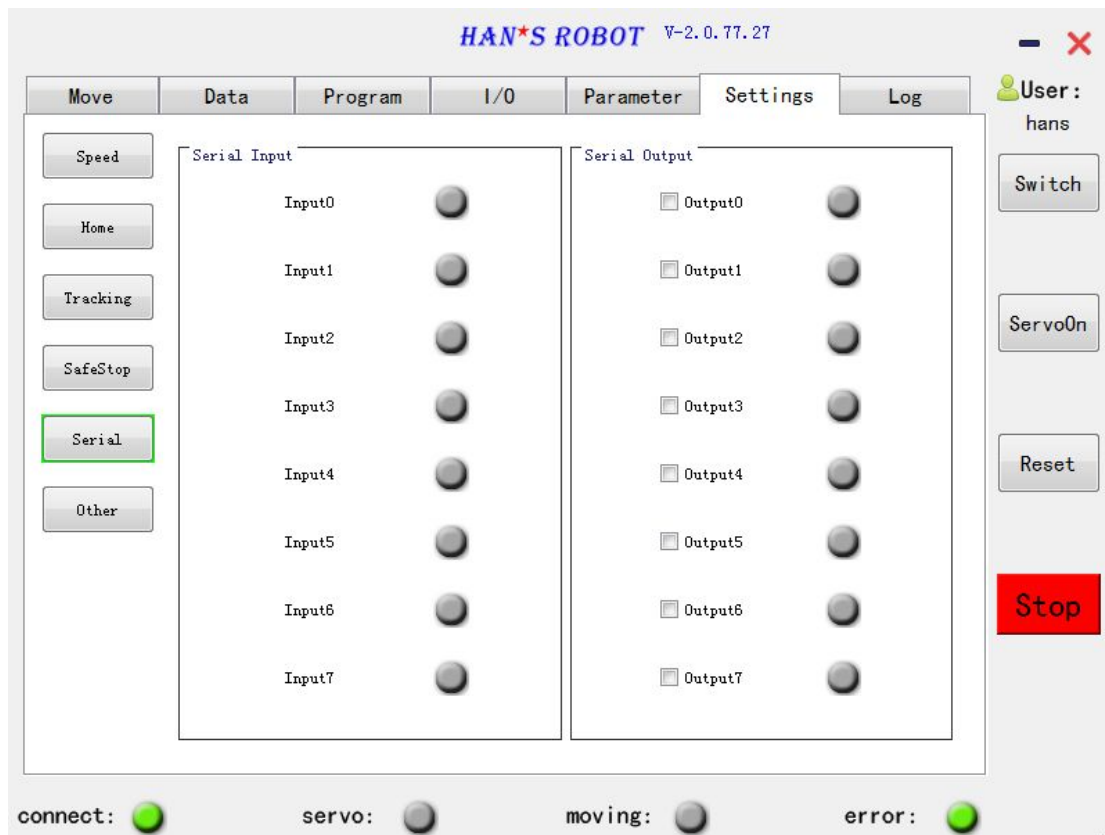 HAN★S ROBOT V-2.0.77.27
Move Data Program I/O Parameter Settings Log
User:
hans
Switch
ServoOn
Reset
Stop
Speed
Home
Tracking
SafeStop
Serial
Other
Serial Input
Input0
Input1
Input2
Input3
Input4
Input5
Input6
Input7
Serial Output
Output0
Output1
Output2
Output3
Output4
Output5
Output6
Output7
connect: servo: moving: error: